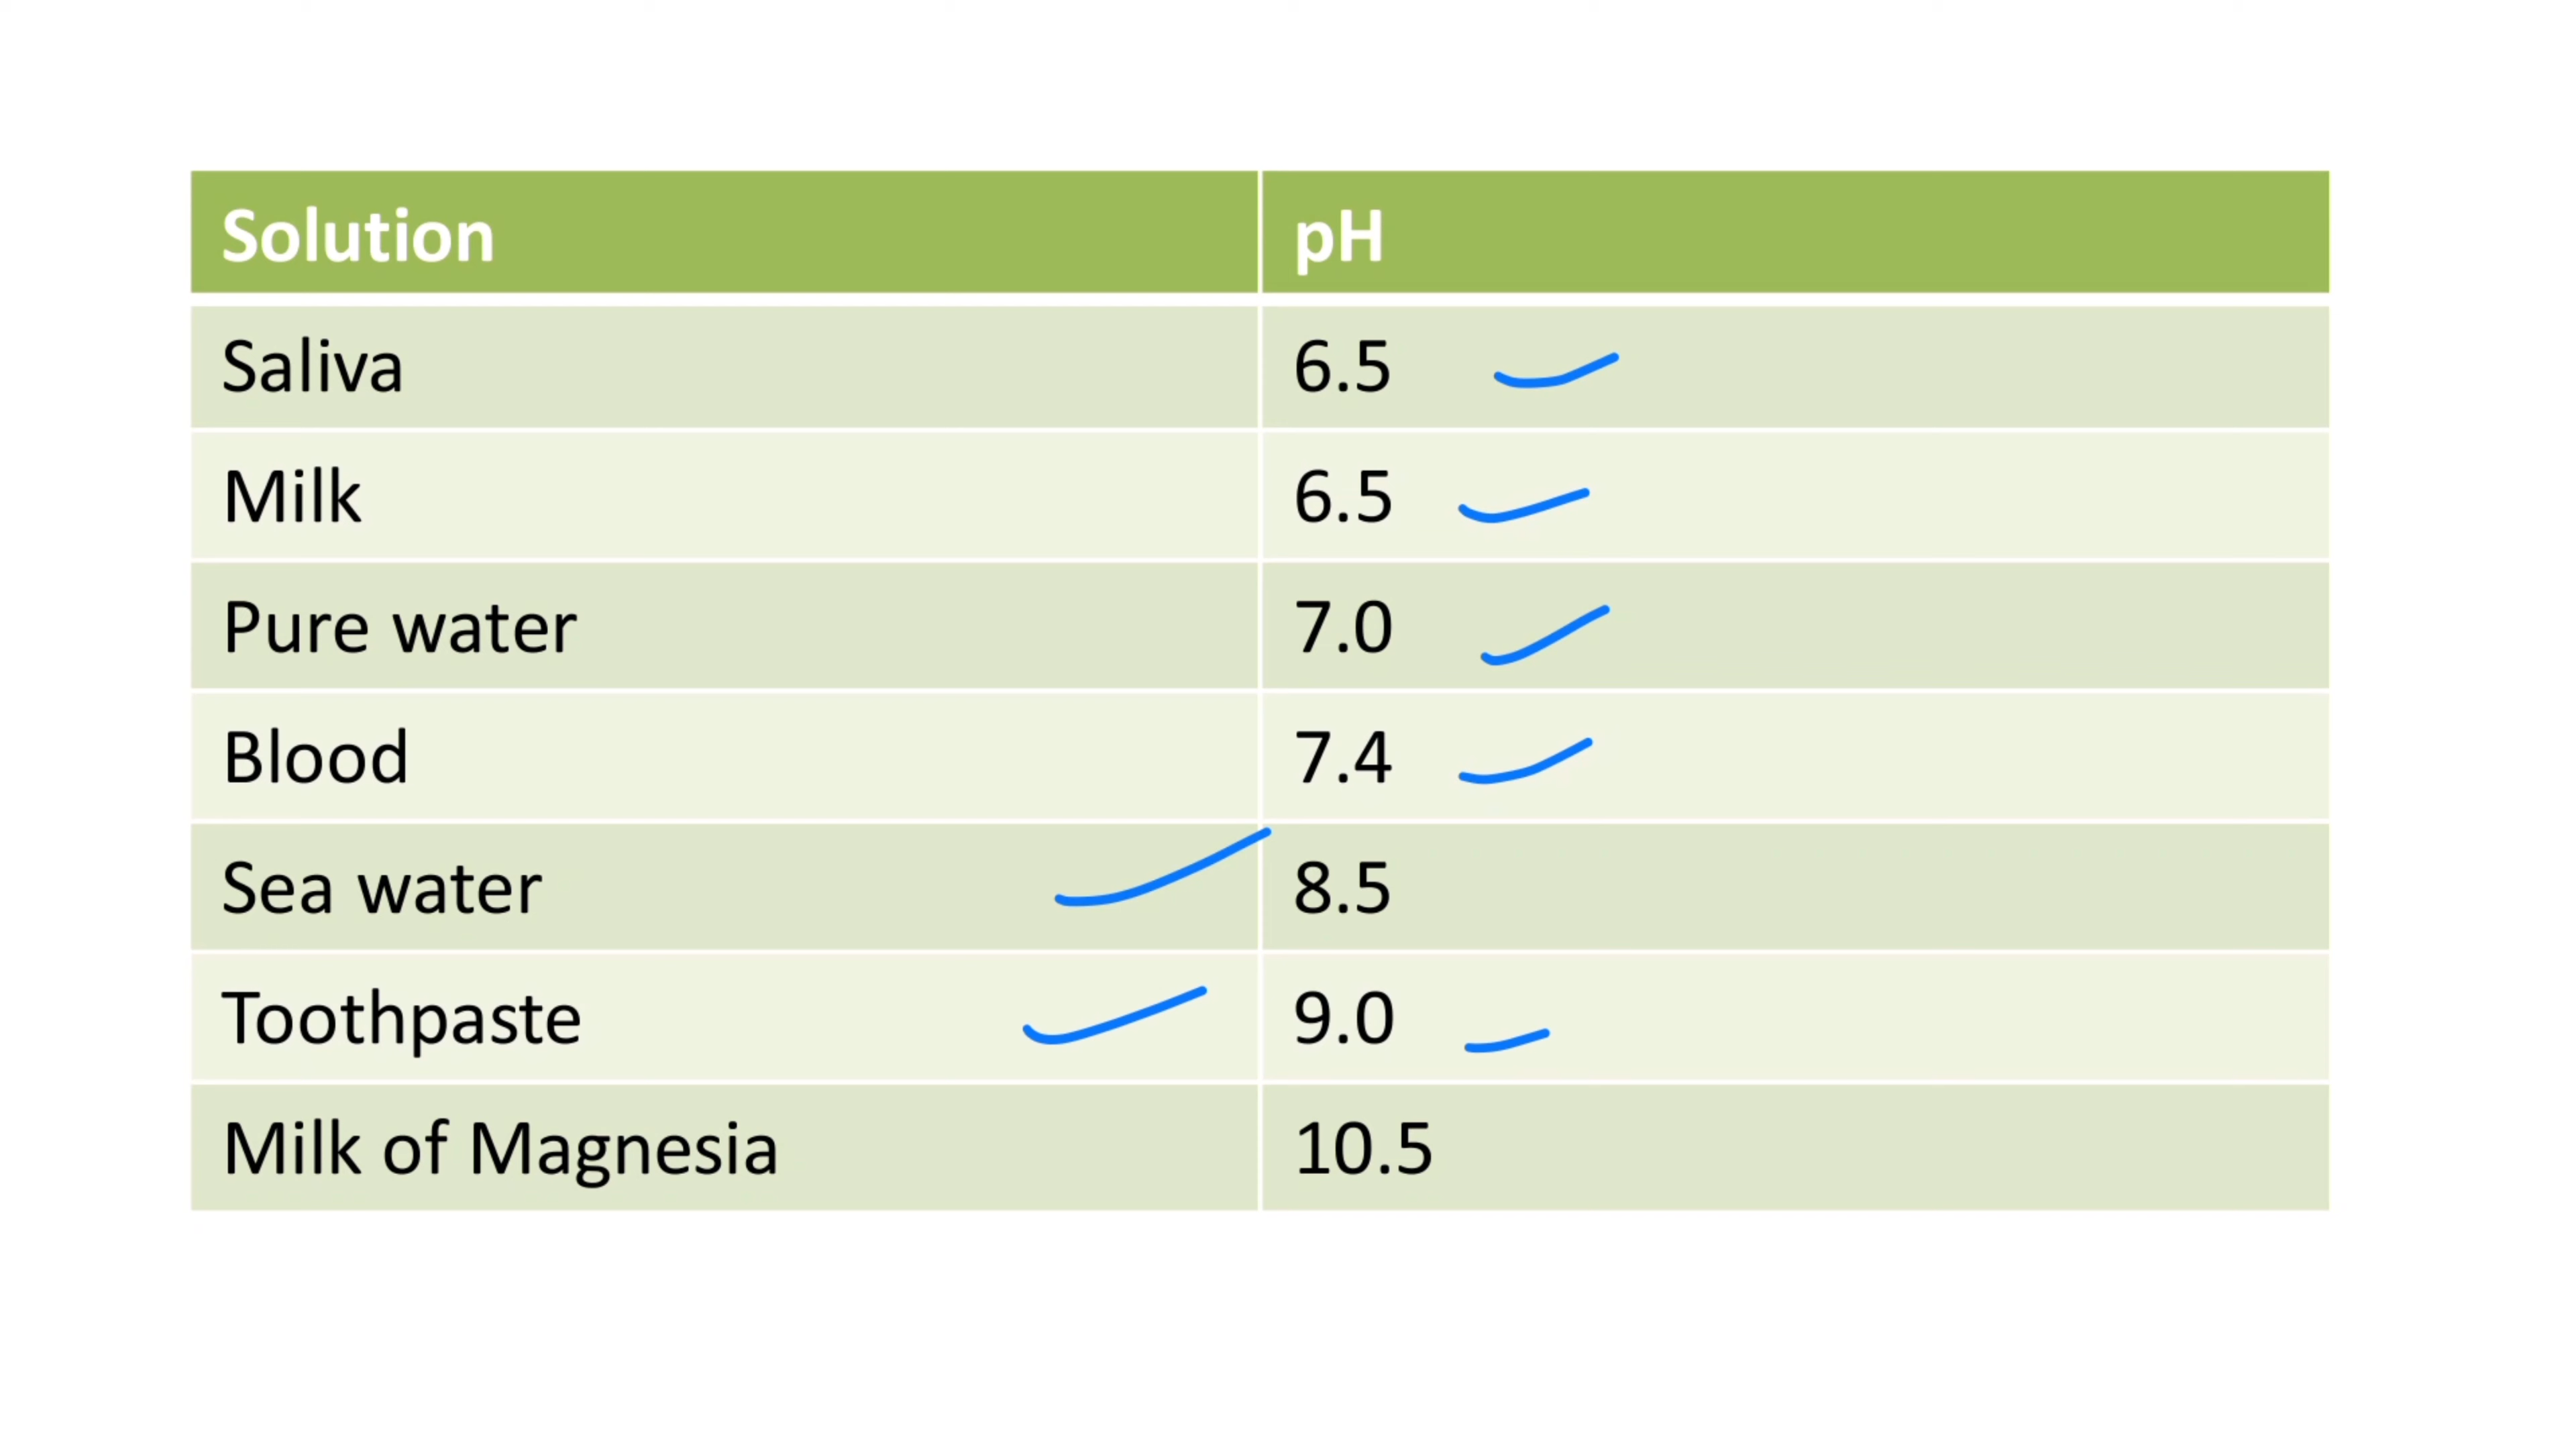 Solution pH
Saliva 6.5
Milk 6.5
Pure water 7.0
Blood 7.4
Sea water 8.5
Toothpaste 9.0
Milk of Magnesia 10.5